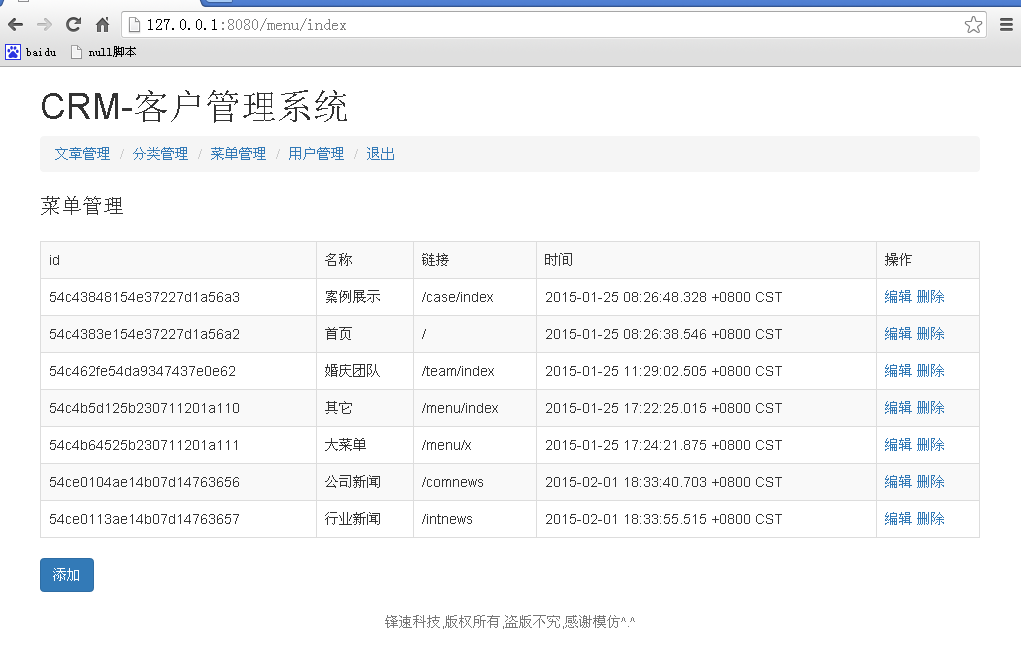 127.0.0.1:8080/menu/index
baidu null脚本
CRM-客户管理系统
文章管理 / 分类管理 / 菜单管理 / 用户管理 / 退出
菜单管理
id 名称 链接 时间 操作
54c43848154e37227d1a56a3 案例展示 /case/index 2015-01-25 08:26:48.328 +0800 CST 编辑 删除
54c4383e154e37227d1a56a2 首页 / 2015-01-25 08:26:38.546 +0800 CST 编辑 删除
54c462fe54da9347437e0e62 婚庆团队 /team/index 2015-01-25 11:29:02.505 +0800 CST 编辑 删除
54c4b5d125b230711201a110 其它 /menu/index 2015-01-25 17:22:25.015 +0800 CST 编辑 删除
54c4b64525b230711201a111 大菜单 /menu/x 2015-01-25 17:24:21.875 +0800 CST 编辑 删除
54ce0104ae14b07d14763656 公司新闻 /comnews 2015-02-01 18:33:40.703 +0800 CST 编辑 删除
54ce0113ae14b07d14763657 行业新闻 /intnews 2015-02-01 18:33:55.515 +0800 CST 编辑 删除
添加
锋速科技,版权所有,盗版不究,感谢模仿^.^